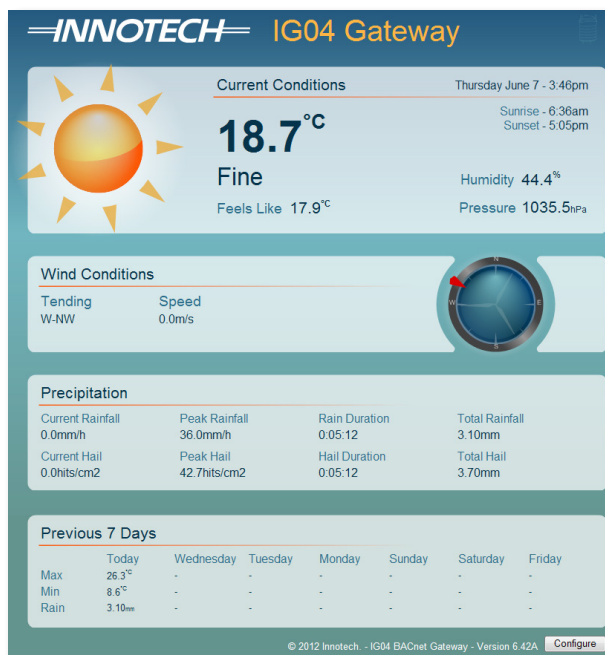 INNOTECH IG04 Gateway
Current Conditions Thursday June 7 - 3:46pm
Sunrise - 6:36am
Sunset - 5:05pm
18.7°C
Fine
Humidity 44.4%
Feels Like 17.9°C Pressure 1035.5hPa
Wind Conditions
Tending Speed
W-NW 0.0m/s
N
W E
S
Precipitation
Current Rainfall Peak Rainfall Rain Duration Total Rainfall
0.0mm/h 36.0mm/h 0:05:12 3.10mm
Current Hail Peak Hail Hail Duration Total Hail
0.0hits/cm2 42.7hits/cm2 0:05:12 3.70mm
Previous 7 Days
Today Wednesday Tuesday Monday Sunday Saturday Friday
Max 26.3°C - - - - - -
Min 8.6°C - - - - - -
Rain 3.10mm - - - - - -
© 2012 Innotech. - IG04 BACnet Gateway - Version 6.42A Configure